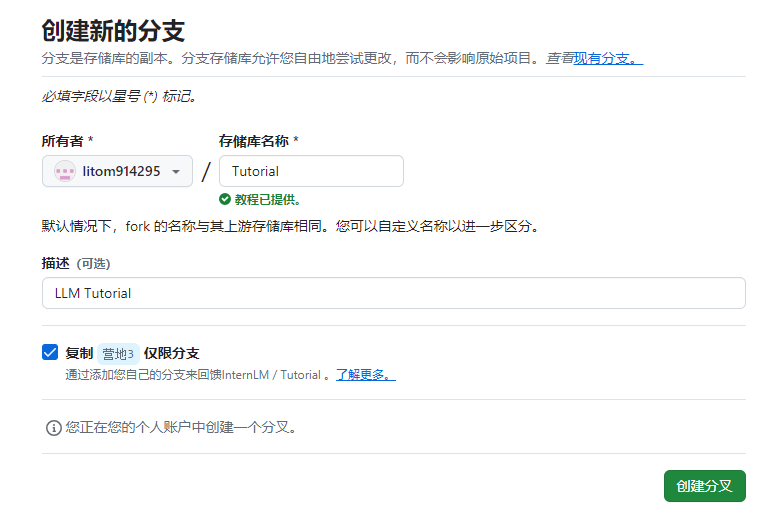 创建新的分支
分支是存储库的副本。分支存储库允许您自由地尝试更改，而不会影响原始项目。查看现有分支。
必填字段以星号 (*) 标记。
所有者 * 存储库名称 *
litom914295 / Tutorial
教程已提供。
默认情况下，fork 的名称与其上游存储库相同。您可以自定义名称以进一步区分。
描述 (可选)
LLM Tutorial
复制 营地3 仅限分支
通过添加您自己的分支来回馈InternLM / Tutorial 。了解更多。
您正在您的个人账户中创建一个分叉。
创建分叉